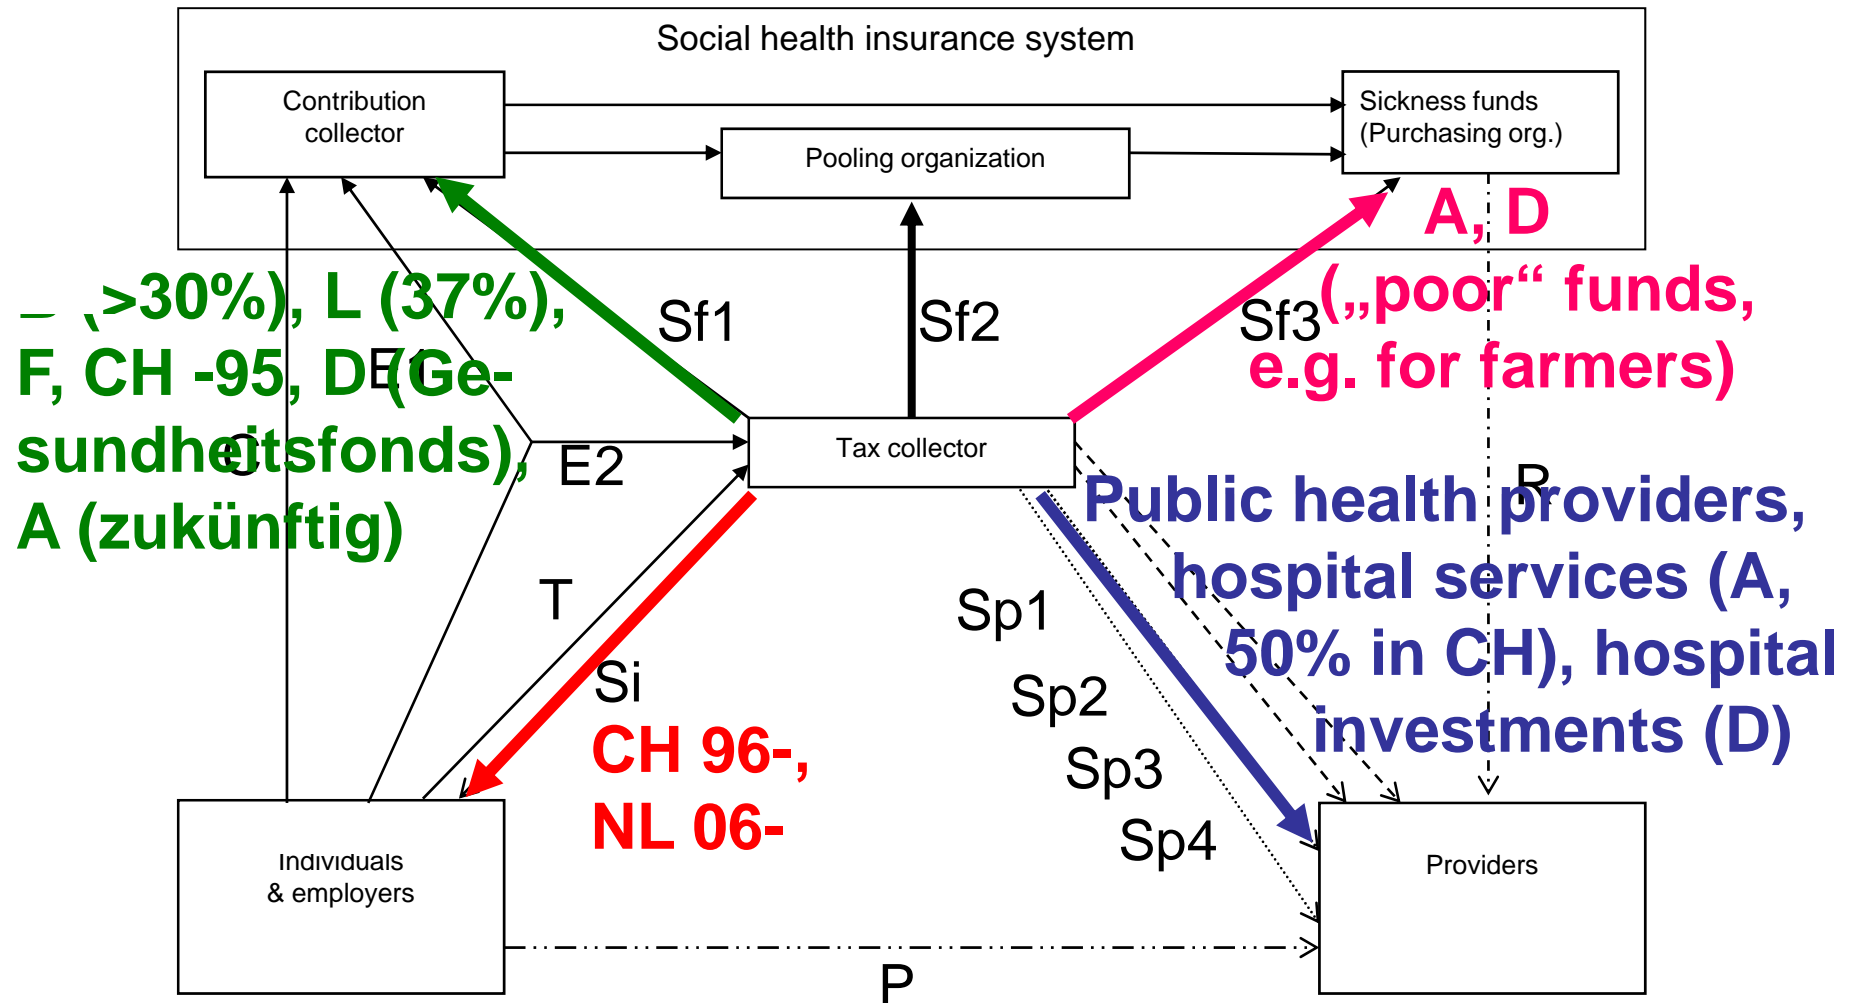 Social health insurance system
Contribution
collector
Sickness funds
(Purchasing org.)
Pooling organization
A, D
(„poor“ funds,
e.g. for farmers)
(>30%), L (37%),
F, CH -95, D (Ge-
sundheitsfonds),
A (zukünftig)
Sf1
Sf2
Sf3
E1
C
E2
Tax collector
R
Public health providers,
hospital services (A,
50% in CH), hospital
investments (D)
T
Si
CH 96-,
NL 06-
Sp1
Sp2
Sp3
Sp4
Individuals
& employers
Providers
P